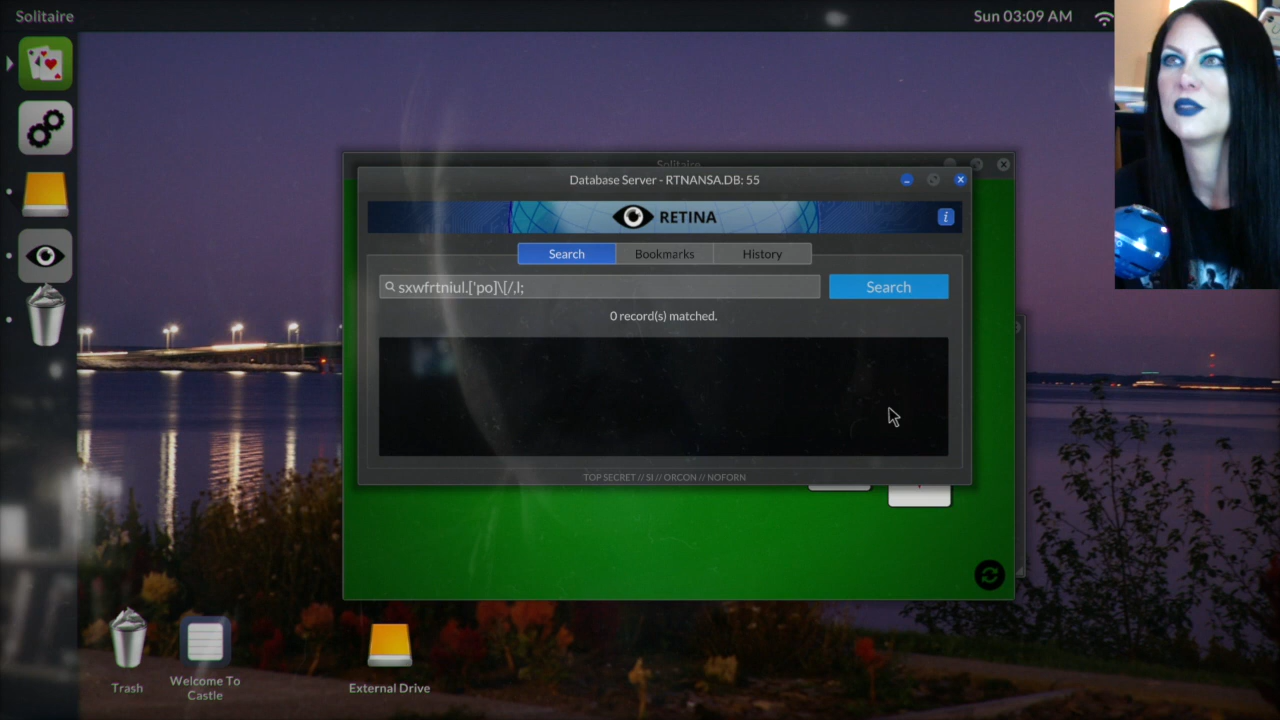 Solitaire
Sun 03:09 AM
Solitaire
Database Server - RTNANSA.DB: 55
RETINA
i
Search
Bookmarks
History
sxwfrtniul.['po]\[/,l;
Search
0 record(s) matched.
TOP SECRET // SI // ORCON // NOFORN
Trash
Welcome To
Castle
External Drive